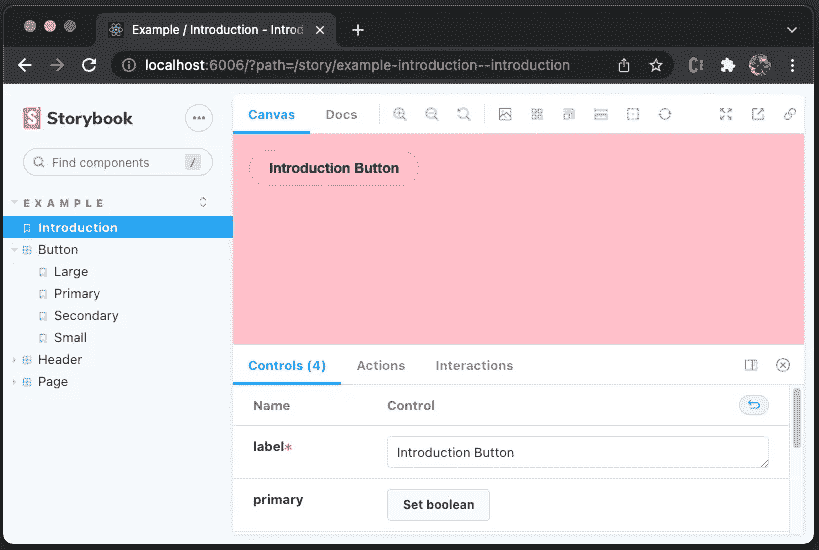 Example / Introduction - Introd
localhost:6006/?path=/story/example-introduction--introduction
Storybook
Canvas
Docs
Find components
/
Introduction Button
EXAMPLE
Introduction
Button
Large
Primary
Secondary
Small
Header
Page
Controls (4)
Actions
Interactions
Name
Control
label*
Introduction Button
primary
Set boolean